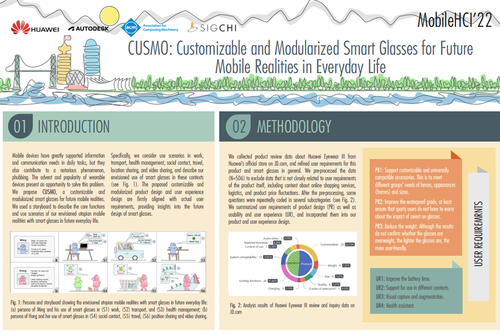 MobileHCI'22
HUAWEI
AUTODESK
acm
Association for
Computing Machinery
SIGCHI
CUSMO: Customizable and Modularized Smart Glasses for Future
Mobile Realities in Everyday Life
01 INTRODUCTION
Mobile devices have greatly supported information
and communication needs in daily tasks, but they
also contribute to a notorious phenomenon,
phubbing. The advent and popularity of wearable
devices present an opportunity to solve this problem.
We propose CUSMO, a customizable and
modularized smart glasses for future mobile realities.
We used a storyboard to describe the core functions
and use scenarios of our envisioned utopian mobile
realities with smart glasses in future everyday life.
Specifically, we consider use scenarios in work,
transport, health management, social contact, travel,
location sharing, and video sharing, and describe our
envisioned use of smart glasses in these contexts
(see Fig. 1). The proposed customizable and
modularized product design and user experience
design are firmly aligned with actual user
requirements, providing insights into the future
design of smart glasses.
Fig. 1: Persona and storyboard showing the envisioned utopian mobile realities with smart glasses in future everyday life:
(a) persona of Ming and his use of smart glasses in (S1) work, (S2) transport, and (S3) health management; (b)
persona of Hong and her use of smart glasses in (S4) social contact, (S5) travel, (S6) position sharing and video sharing.
02 METHODOLOGY
We collected product review data about Huawei Eyewear III from
Huawei's official store on JD.com, and refined user requirements for this
product and smart glasses in general. We preprocessed the data
(N=506) to exclude data that is not closely related to user requirements
of the product itself, including content about online shopping services,
logistics, and product price fluctuations. After the preprocessing, some
questions were repeatedly coded in several subcategories (see Fig. 2).
We summarized user requirements of product design (PR) as well as
usability and user experience (UR), and incorporated them into our
product and user experience design.
Fig. 2: Analysis results of Huawei Eyewear III review and inquiry data on
JD.com
PR1: Support customizable and universally
compatible accessories. This is to meet
different groups' needs of lenses, appearances
(frames) and sizes.
PR2: Improve the waterproof grade, at least
ensure that sporty users do not have to worry
about the impact of sweat on glasses.
PR3: Reduce the weight. Although the results
do not confirm whether the glasses are
overweight, the lighter the glasses are, the
more user-friendly.
UR1: Improve the battery time.
UR2: Support for use in different contexts.
UR3: Visual capture and augmentation.
UR4: Health assistant.
USER REQUIREMENTS